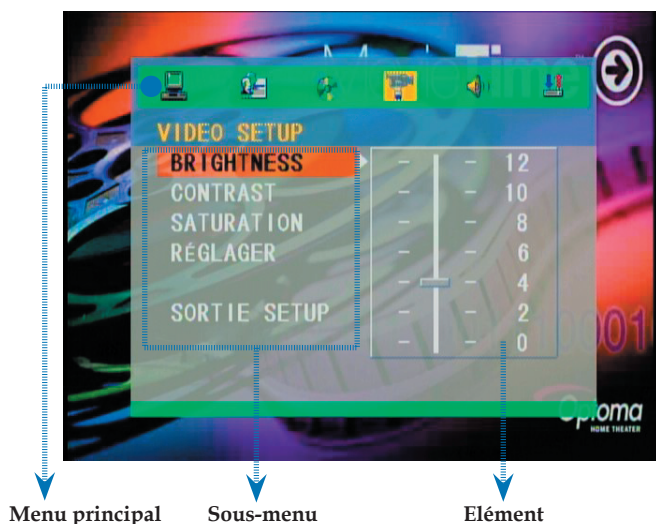 VIDEO SETUP
BRIGHTNESS
CONTRAST
SATURATION
RÉGLAGER
SORTIE SETUP
12
10
8
6
4
2
0
001
Optoma
HOME THEATER
Menu principal
Sous-menu
Elément